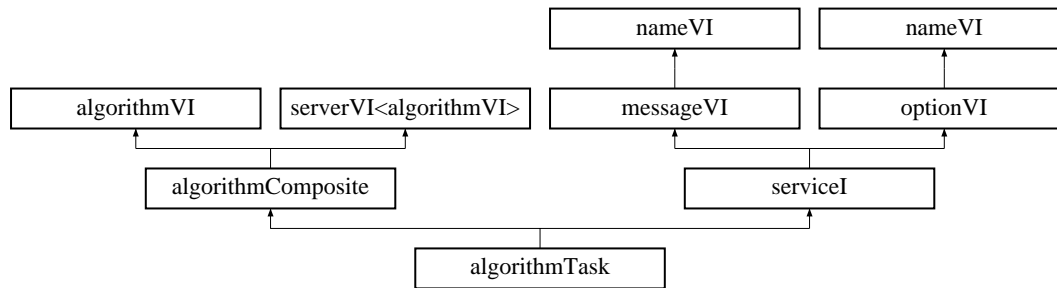 nameVI
nameVI
algorithmVI
serverVI<algorithmVI>
messageVI
optionVI
algorithmComposite
serviceI
algorithmTask